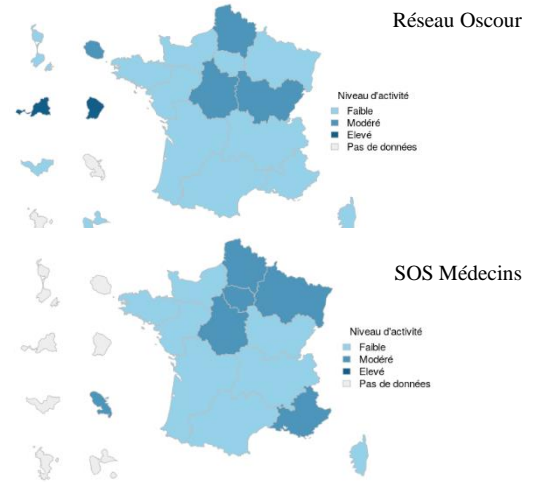 Réseau Oscour
Niveau d'activité
Faible
Modéré
Elevé
Pas de données
SOS Médecins
Niveau d'activité
Faible
Modéré
Elevé
Pas de données